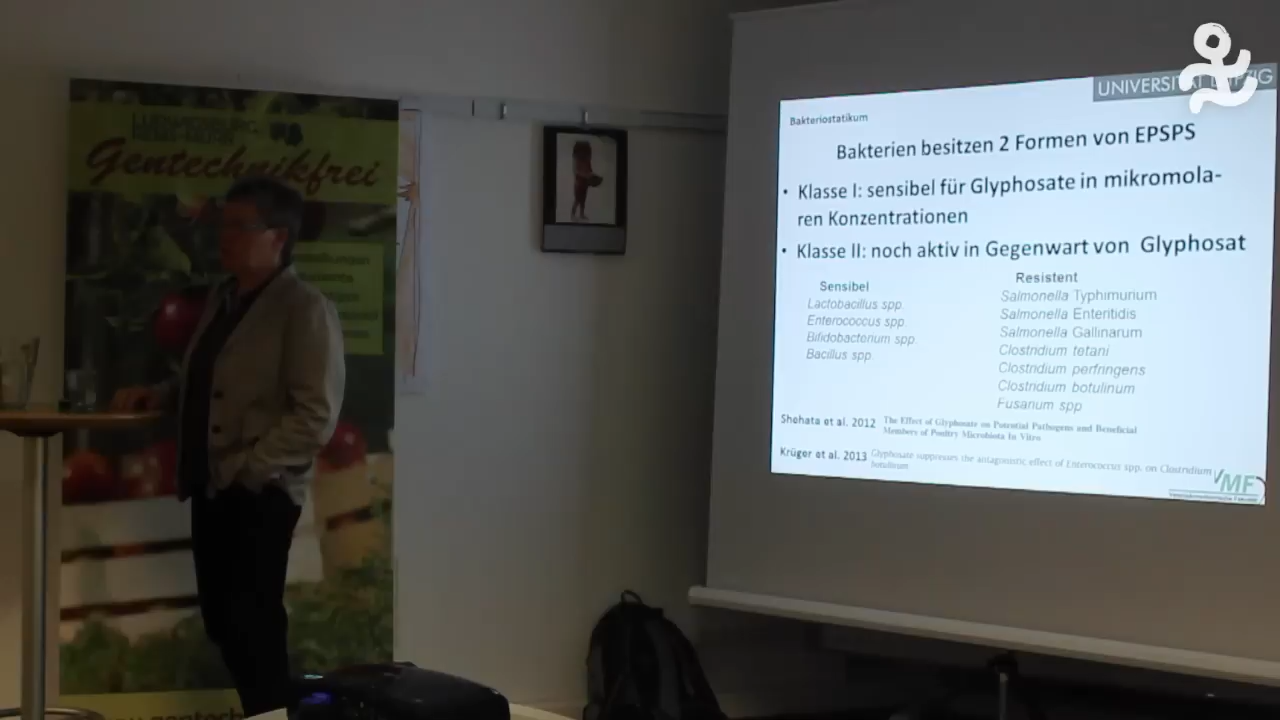 Gentechnikfrei
UNIVERSITÄT LEIPZIG
Bakteriostatikum
Bakterien besitzen 2 Formen von EPSPS
• Klasse I: sensibel für Glyphosate in mikromola-
ren Konzentrationen
• Klasse II: noch aktiv in Gegenwart von Glyphosat
Sensibel
Lactobacillus spp.
Enterococcus spp.
Bifidobacterium spp.
Bacillus spp.
Resistent
Salmonella Typhimurium
Salmonella Enteritidis
Salmonella Gallinarum
Clostridium tetani
Clostridium perfringens
Clostridium botulinum
Fusarium spp
Shehata et al. 2012 The Effect of Glyphosate on Potential Pathogens and Beneficial
Members of Poultry Microbiota In Vitro
Krüger et al. 2013 Glyphosate suppresses the antagonistic effect of Enterococcus spp. on Clostridium
botulinum
VMF